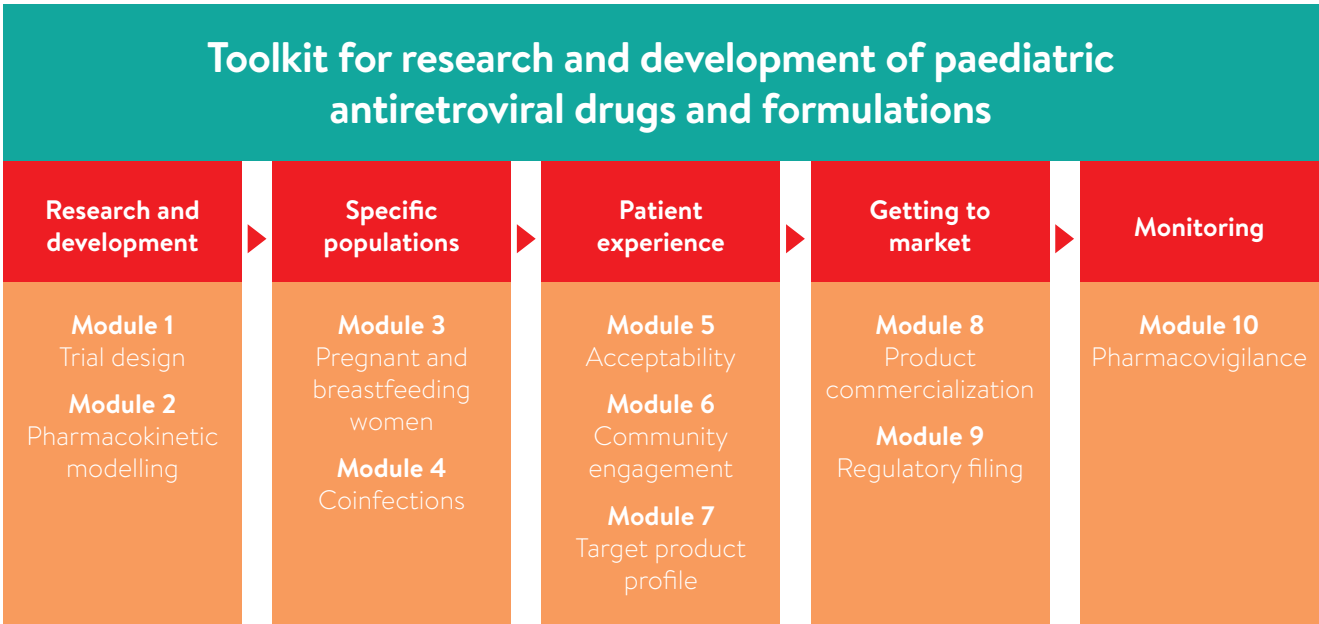 Toolkit for research and development of paediatric
antiretroviral drugs and formulations
Research and
development
Specific
populations
Patient
experience
Getting to
market
Monitoring
Module 1
Trial design
Module 2
Pharmacokinetic
modelling
Module 3
Pregnant and
breastfeeding
women
Module 4
Coinfections
Module 5
Acceptability
Module 6
Community
engagement
Module 7
Target product
profile
Module 8
Product
commercialization
Module 9
Regulatory filing
Module 10
Pharmacovigilance